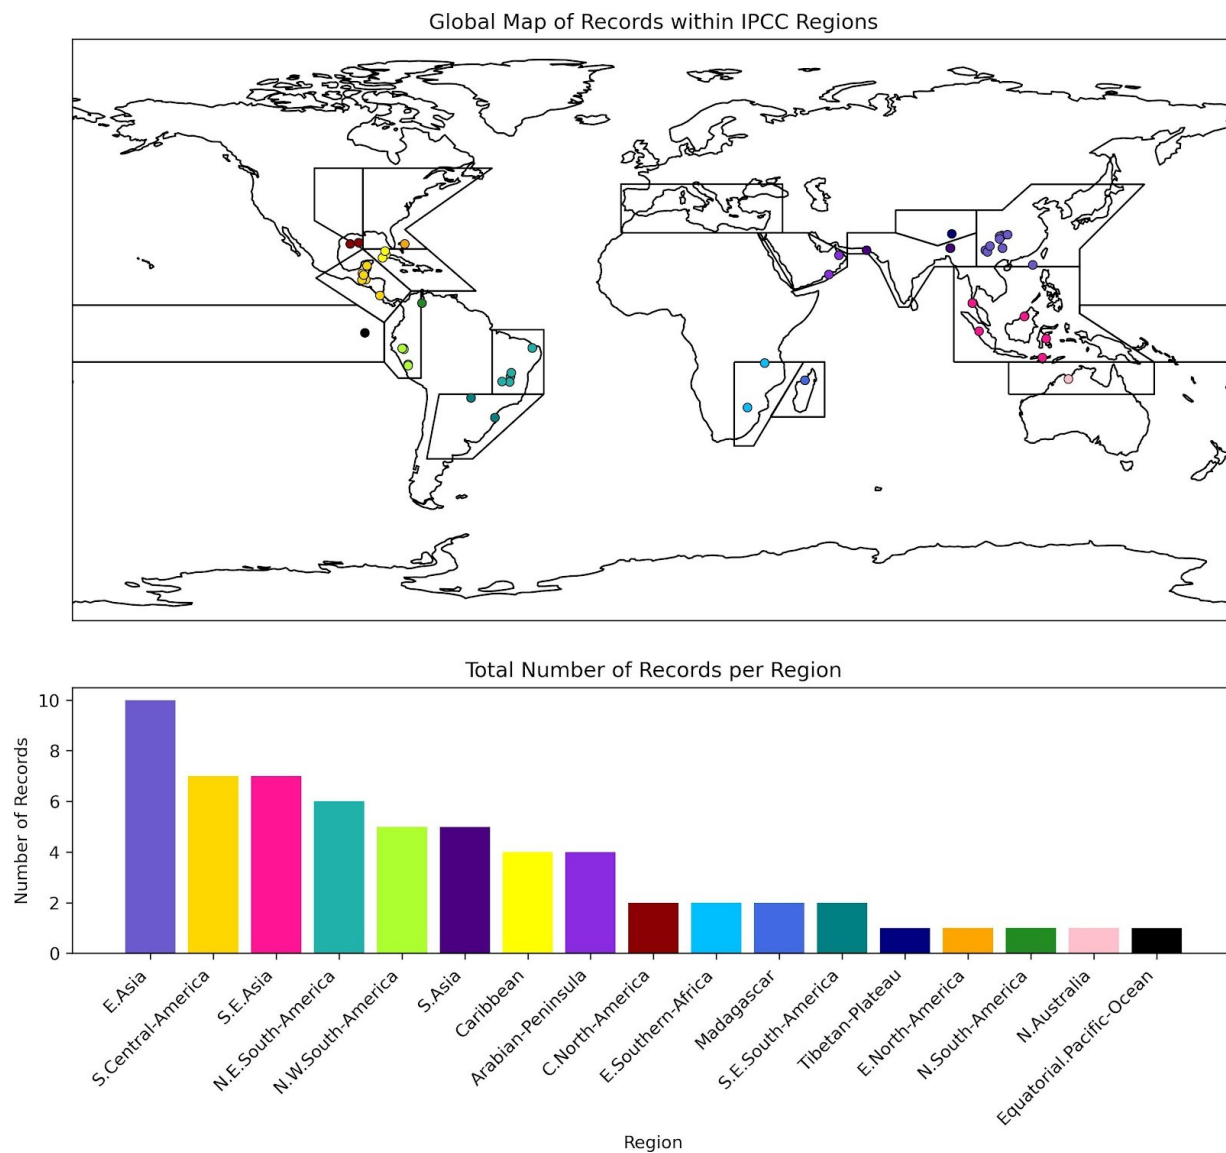 Global Map of Records within IPCC Regions
Total Number of Records per Region
Number of Records
10
8
6
4
2
0
E.Asia
S.Central-America
S.E.Asia
N.E.South-America
N.W.South-America
S.Asia
Caribbean
Arabian-Peninsula
C.North-America
E.Southern-Africa
Madagascar
S.E.South-America
Tibetan-Plateau
E.North-America
N.South-America
N.Australia
Equatorial.Pacific-Ocean
Region